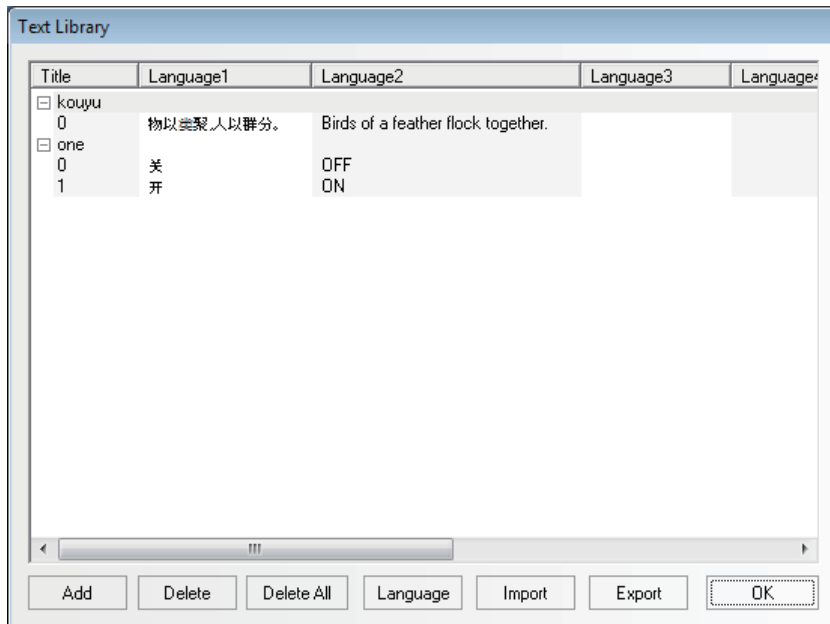 Text Library
Title Language1 Language2 Language3 Language4
kouyu
0 物以类聚,人以群分。 Birds of a feather flock together.
one
0 关 OFF
1 开 ON
Add Delete Delete All Language Import Export OK